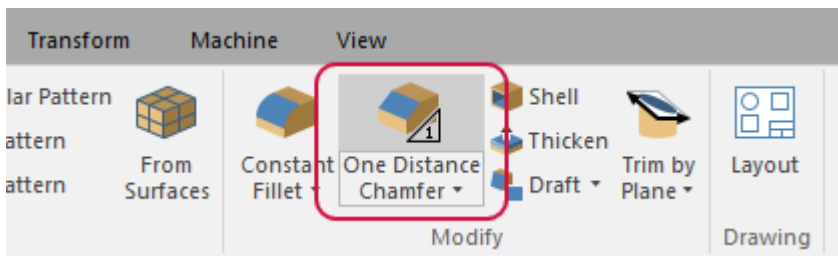 Transform Machine View
lar Pattern
attern
attern
From
Surfaces
Constant
Fillet
One Distance
Chamfer
1
Shell
Thicken
Draft
Trim by
Plane
Layout
Modify
Drawing